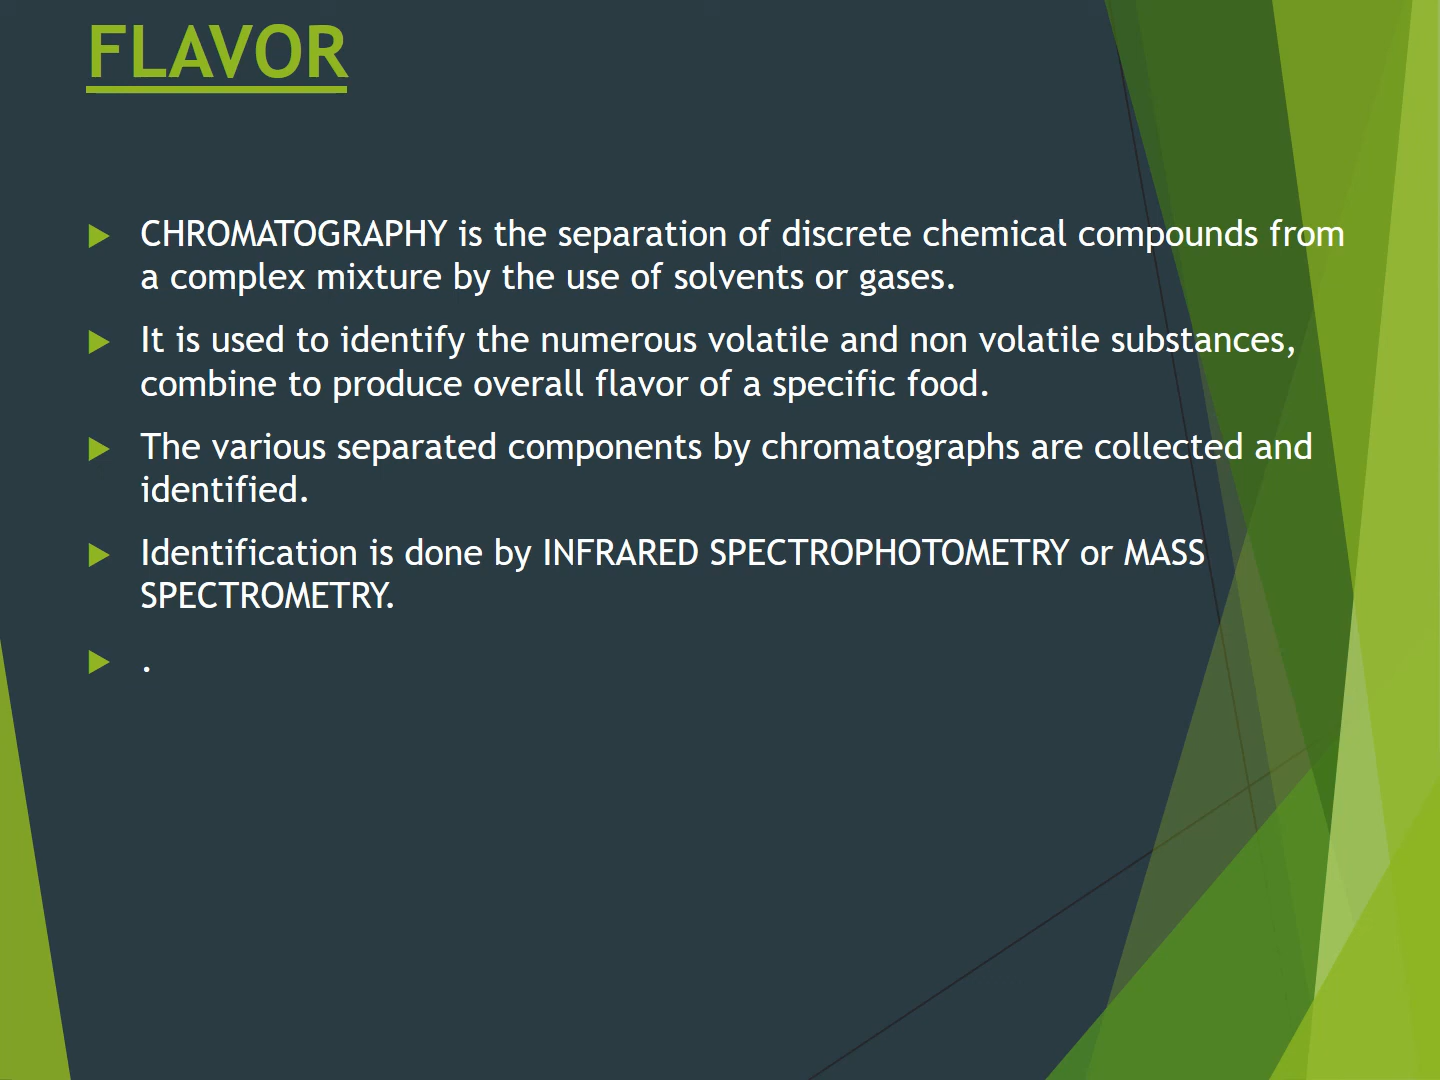 FLAVOR
CHROMATOGRAPHY is the separation of discrete chemical compounds from
a complex mixture by the use of solvents or gases.
It is used to identify the numerous volatile and non volatile substances,
combine to produce overall flavor of a specific food.
The various separated components by chromatographs are collected and
identified.
Identification is done by INFRARED SPECTROPHOTOMETRY or MASS
SPECTROMETRY.
.